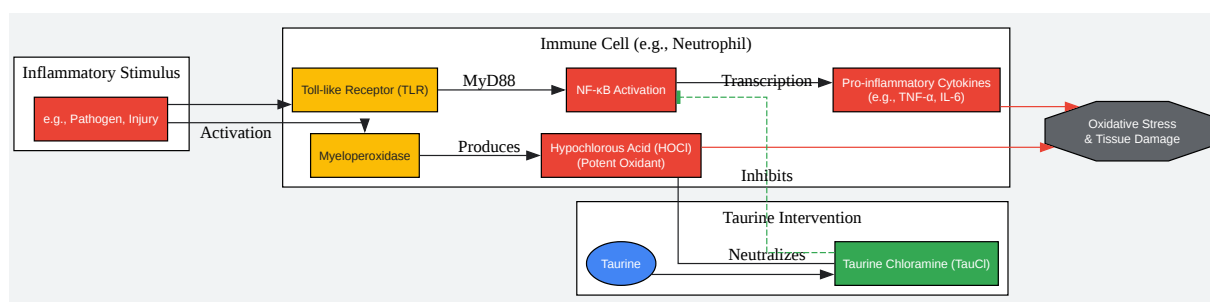 Immune Cell (e.g., Neutrophil)
Inflammatory Stimulus
e.g., Pathogen, Injury
Activation
Toll-like Receptor (TLR)
MyD88
NF-κB Activation
Transcription
Pro-inflammatory Cytokines
(e.g., TNF-α, IL-6)
Myeloperoxidase
Produces
Hypochlorous Acid (HOCl)
(Potent Oxidant)
Oxidative Stress
& Tissue Damage
Inhibits
Taurine Intervention
Taurine
Neutralizes
Taurine Chloramine (TauCl)